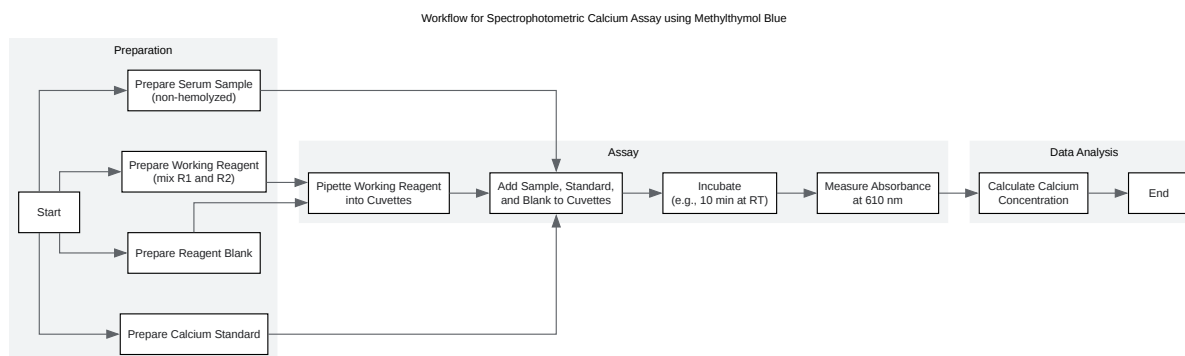 Workflow for Spectrophotometric Calcium Assay using Methylthymol Blue
Preparation
Prepare Serum Sample
(non-hemolyzed)
Prepare Working Reagent
(mix R1 and R2)
Start
Prepare Reagent Blank
Prepare Calcium Standard
Assay
Pipette Working Reagent
into Cuvettes
Add Sample, Standard,
and Blank to Cuvettes
Incubate
(e.g., 10 min at RT)
Measure Absorbance
at 610 nm
Data Analysis
Calculate Calcium
Concentration
End